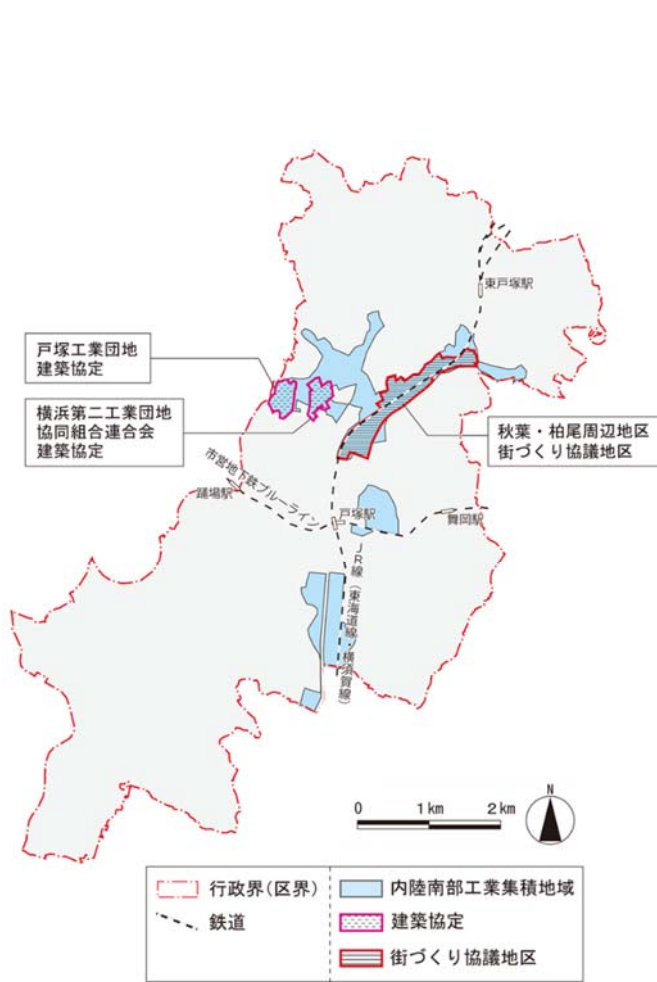 東戸塚駅
戸塚工業団地
建築協定
横浜第二工業団地
協同組合連合会
建築協定
秋葉・柏尾周辺地区
街づくり協議地区
市営地下鉄ブルーライン
踊場駅
戸塚駅
舞岡駅
JR線(東海道線・横須賀線)
0 1km 2km
N
行政界(区界)
鉄道
内陸南部工業集積地域
建築協定
街づくり協議地区